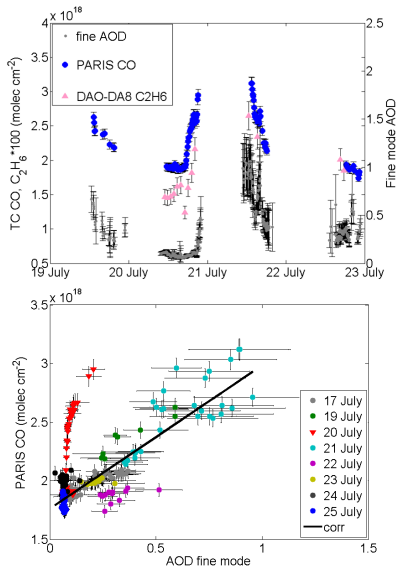 x 10^18
4
3.5
3
2.5
2
1.5
1
0.5
TC CO, C2H6*100 (molec cm-2)
fine AOD
PARIS CO
DAO-DA8 C2H6
2.5
2
1.5
1
0.5
0
Fine mode AOD
19 July 20 July 21 July 22 July 23 July
x 10^18
3.5
3
2.5
2
1.5
PARIS CO (molec cm-2)
17 July
19 July
20 July
21 July
22 July
23 July
24 July
25 July
corr
0 0.5 1 1.5
AOD fine mode